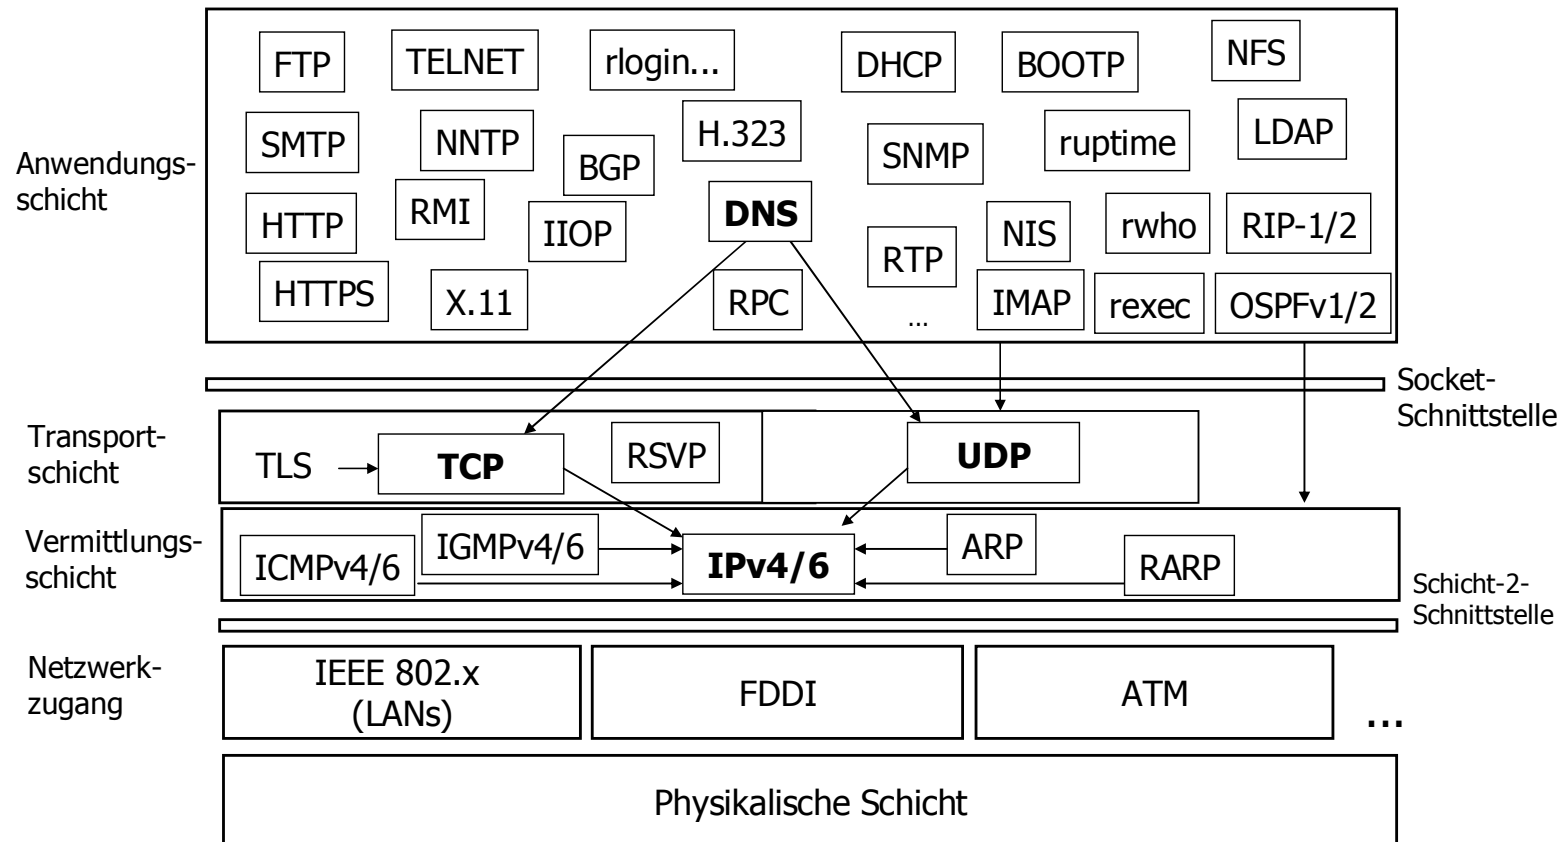 FTP
TELNET
rlogin...
DHCP
BOOTP
NFS
SMTP
NNTP
BGP
H.323
SNMP
ruptime
LDAP
Anwendungs-
schicht
HTTP
RMI
IIOP
DNS
RTP
NIS
rwho
RIP-1/2
HTTPS
X.11
RPC
...
IMAP
rexec
OSPFv1/2
Socket-
Schnittstelle
Transport-
schicht
TLS
TCP
RSVP
UDP
Vermittlungs-
schicht
ICMPv4/6
IGMPv4/6
IPv4/6
ARP
RARP
Schicht-2-
Schnittstelle
Netzwerk-
zugang
IEEE 802.x
(LANs)
FDDI
ATM
...
Physikalische Schicht